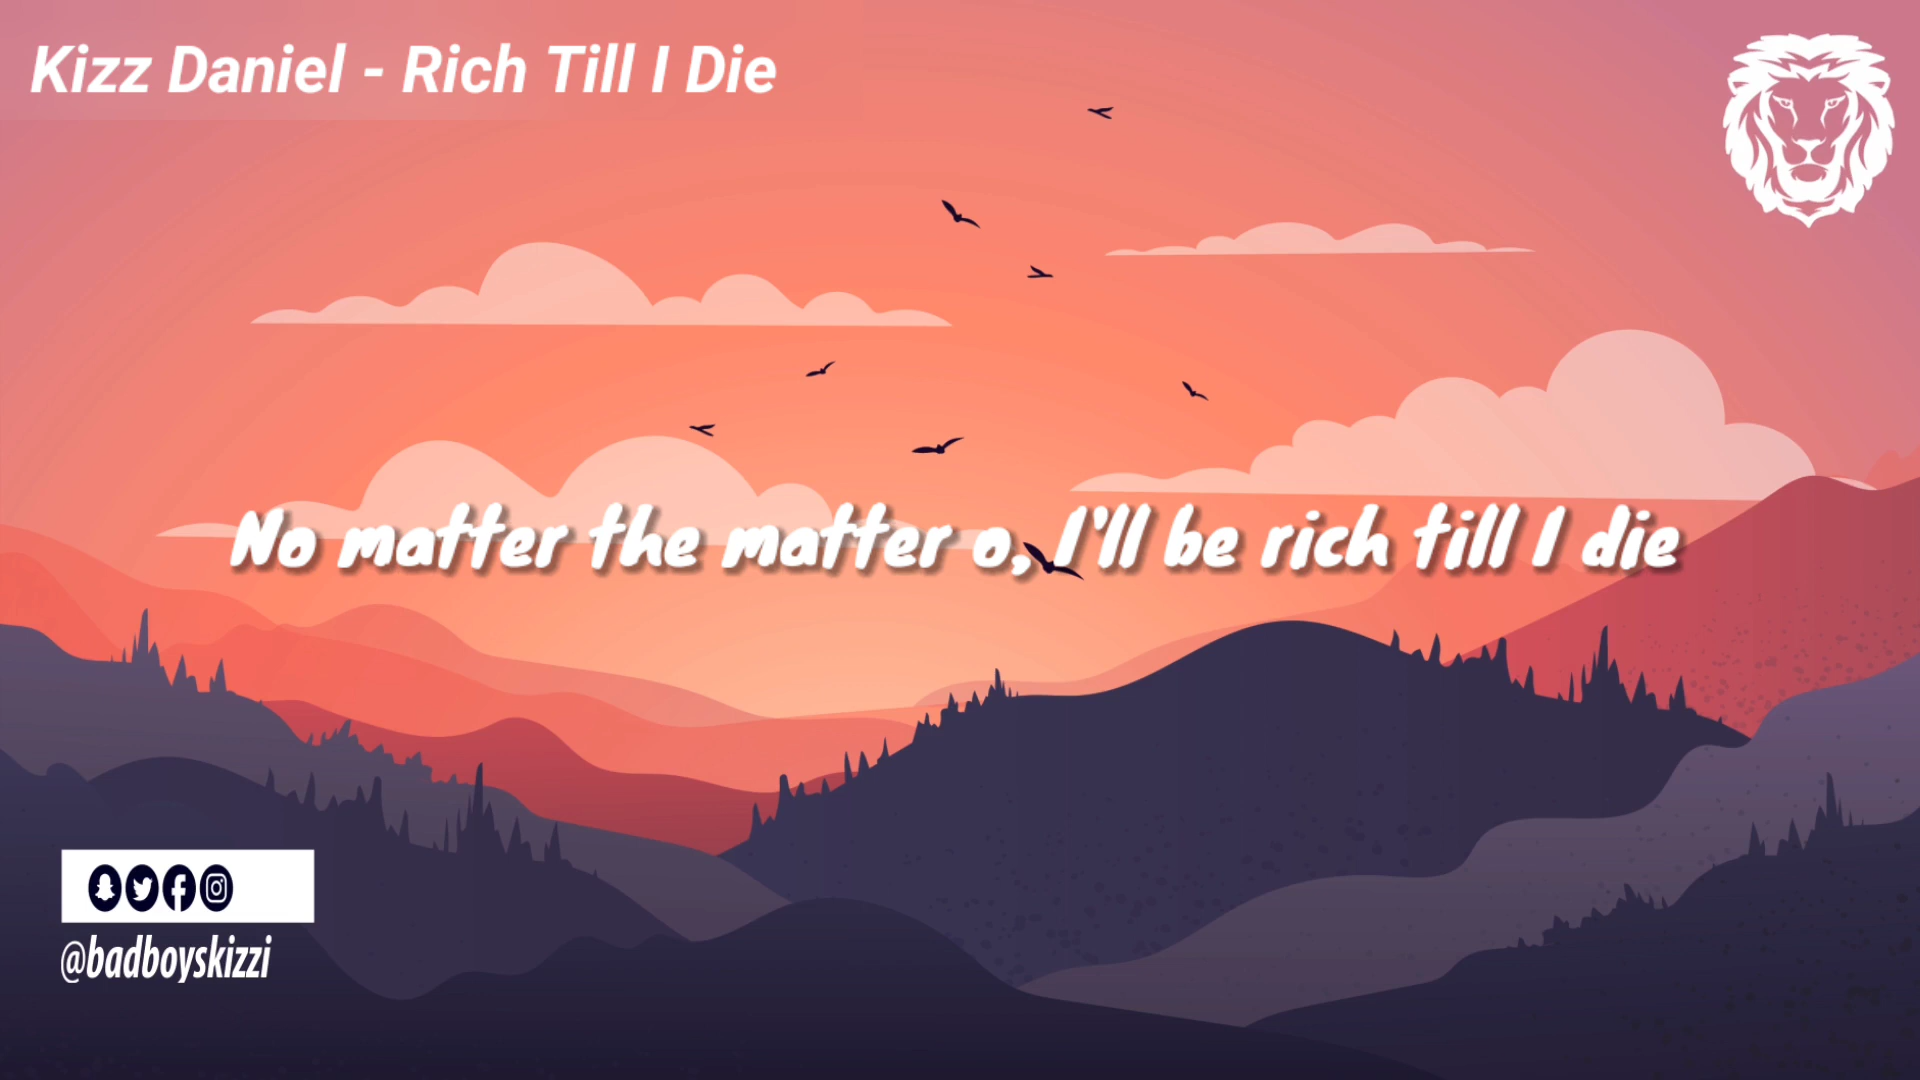 Kizz Daniel - Rich Till I Die
No matter the matter o, I'll be rich till I die
@badboyskizzi